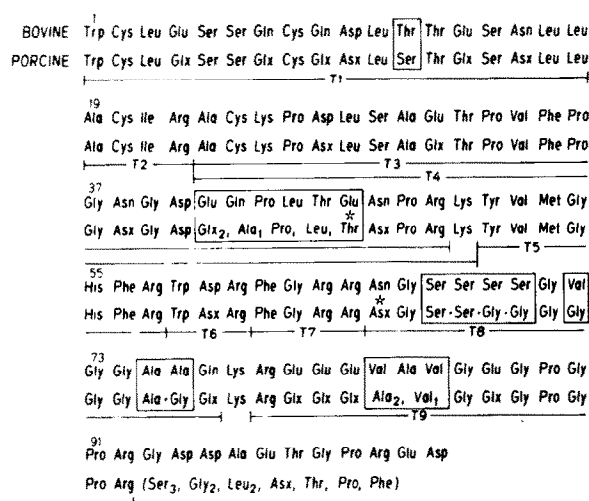 1
BOVINE Trp Cys Leu Glu Ser Ser Gln Cys Gln Asp Leu Thr Thr Glu Ser Asn Leu Leu
PORCINE Trp Cys Leu Glx Ser Ser Glx Cys Glx Asx Leu Ser Thr Glx Ser Asx Leu Leu
T1
19
Ala Cys Ile Arg Ala Cys Lys Pro Asp Leu Ser Ala Glu Thr Pro Val Phe Pro
Ala Cys Ile Arg Ala Cys Lys Pro Asx Leu Ser Ala Glx Thr Pro Val Phe Pro
T2 T3
T4
37
Gly Asn Gly Asp Glu Gln Pro Leu Thr Glu Asn Pro Arg Lys Tyr Val Met Gly
Gly Asx Gly Asp Glx2, Ala1 Pro, Leu, Thr* Asx Pro Arg Lys Tyr Val Met Gly
T5
55
His Phe Arg Trp Asp Arg Phe Gly Arg Arg Asn Gly Ser Ser Ser Ser Gly Val
His Phe Arg Trp Asx Arg Phe Gly Arg Arg Asx* Gly Ser-Ser-Gly-Gly Gly Gly
T6 T7 T8
73
Gly Gly Ala Ala Gln Lys Arg Glu Glu Glu Val Ala Val Gly Glu Gly Pro Gly
Gly Gly Ala-Gly Glx Lys Arg Glx Glx Glx Ala2, Val1 Gly Glx Gly Pro Gly
T9
91
Pro Arg Gly Asp Asp Ala Glu Thr Gly Pro Arg Glu Asp
Pro Arg (Ser3, Gly2, Leu2, Asx, Thr, Pro, Phe)